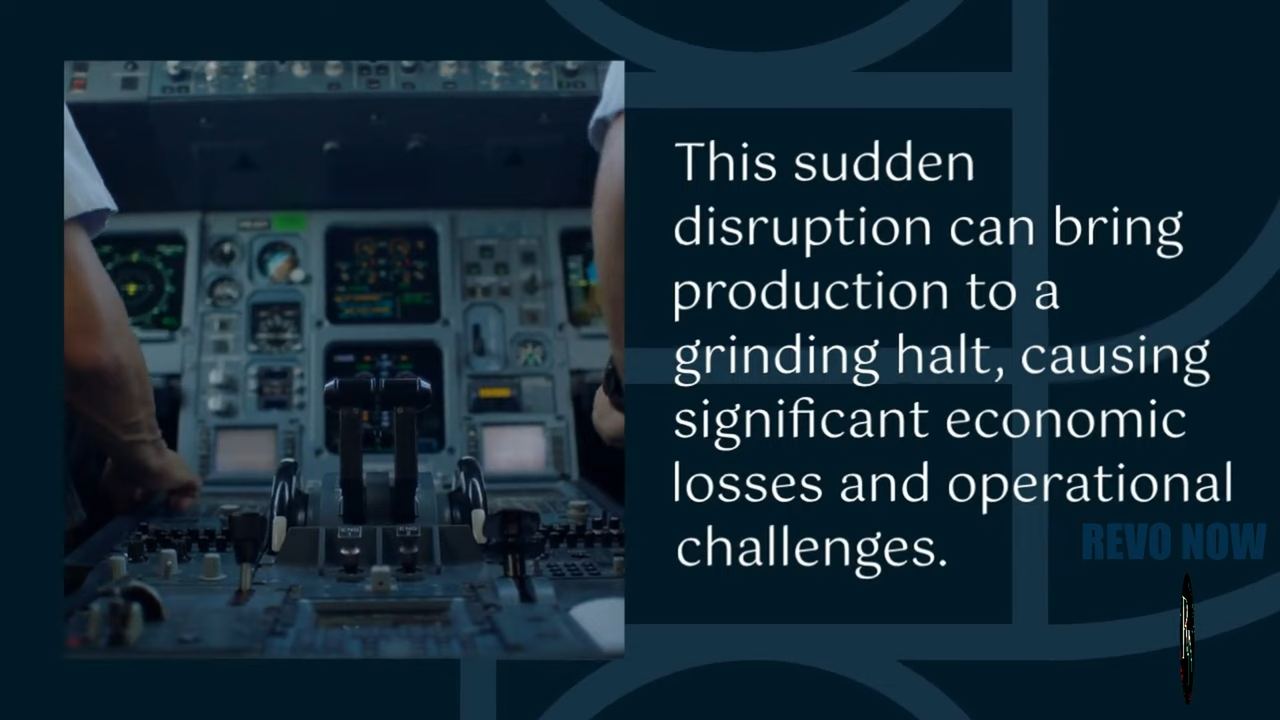 This sudden
disruption can bring
production to a
grinding halt, causing
significant economic
losses and operational
challenges.
REVO NOW